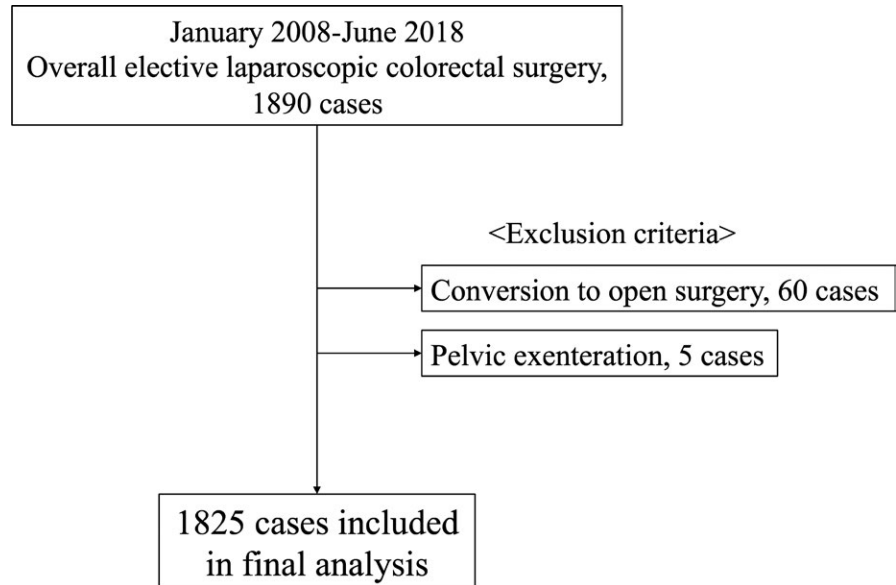 January 2008-June 2018
Overall elective laparoscopic colorectal surgery,
1890 cases
<Exclusion criteria>
Conversion to open surgery, 60 cases
Pelvic exenteration, 5 cases
1825 cases included
in final analysis